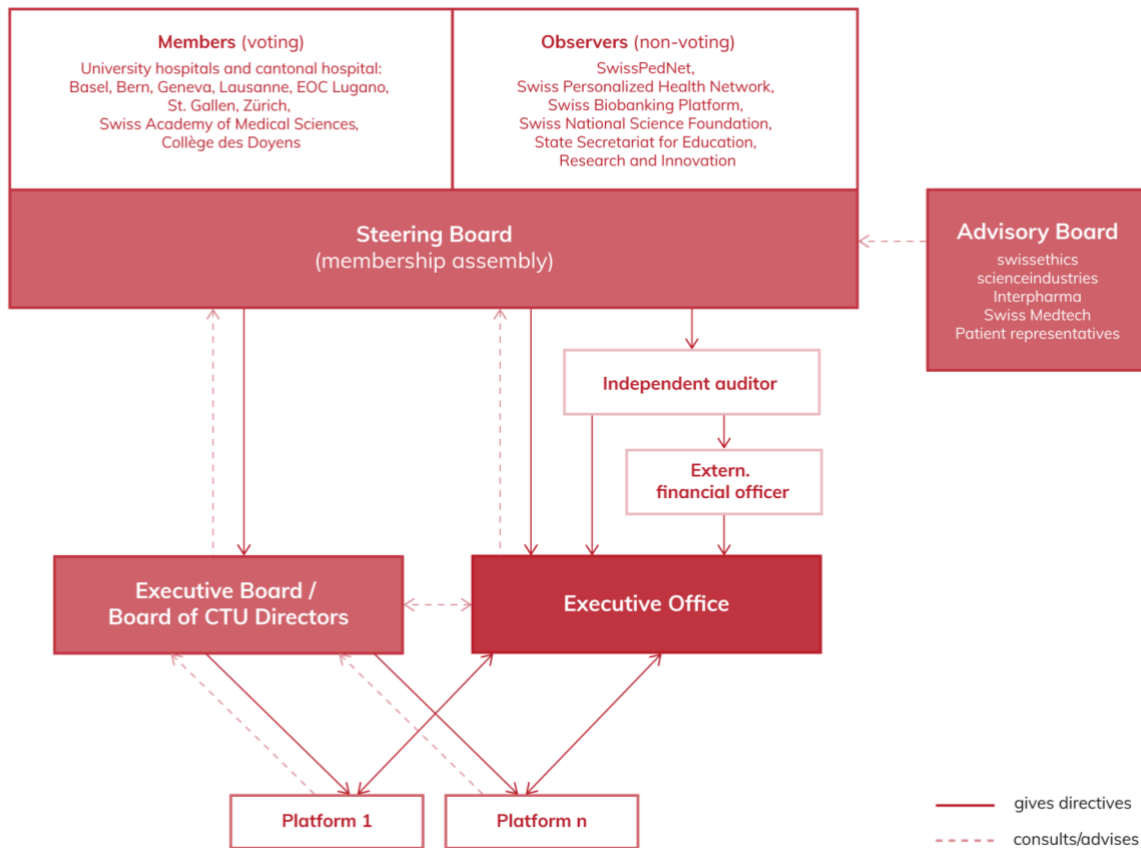 Members (voting)
University hospitals and cantonal hospital:
Basel, Bern, Geneva, Lausanne, EOC Lugano,
St. Gallen, Zürich,
Swiss Academy of Medical Sciences,
Collège des Doyens
Observers (non-voting)
SwissPedNet,
Swiss Personalized Health Network,
Swiss Biobanking Platform,
Swiss National Science Foundation,
State Secretariat for Education,
Research and Innovation
Steering Board
(membership assembly)
Advisory Board
swissethics
scienceindustries
Interpharma
Swiss Medtech
Patient representatives
Independent auditor
Extern.
financial officer
Executive Board /
Board of CTU Directors
Executive Office
Platform 1
Platform n
gives directives
consults/advises